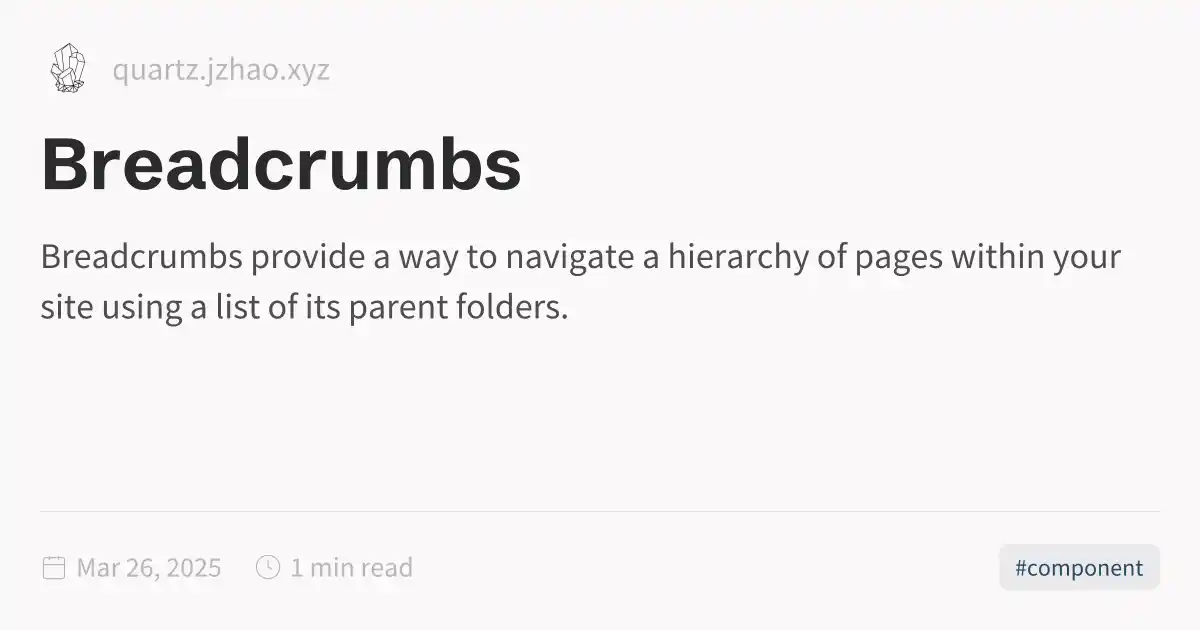 quartz.jzhao.xyz
Breadcrumbs
Breadcrumbs provide a way to navigate a hierarchy of pages within your
site using a list of its parent folders.
Mar 26, 2025 1 min read #component